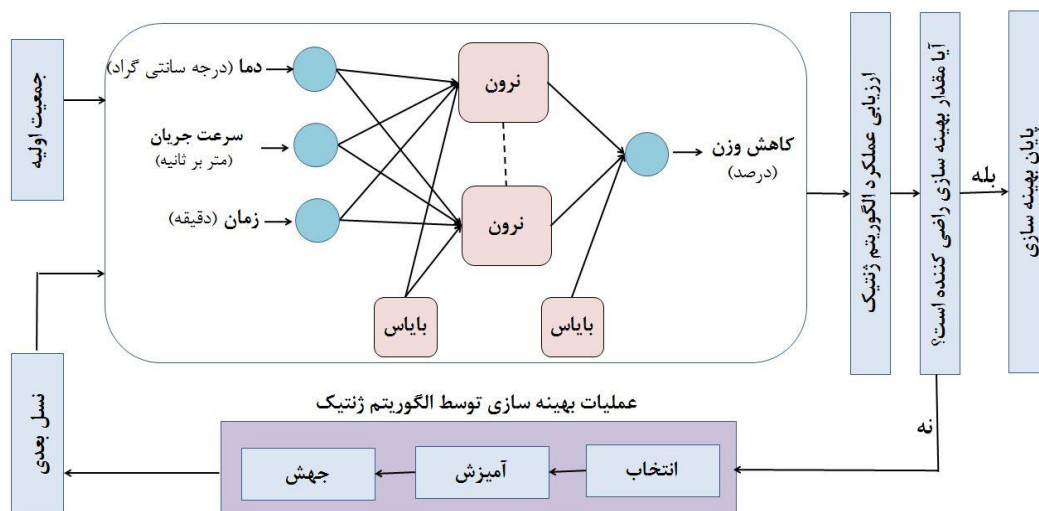 جمعیت اولیه
دما (درجه سانتی گراد)
سرعت جریان
(متر بر ثانیه)
زمان (دقیقه)
نرون
نرون
بایاس
بایاس
کاهش وزن
(درصد)
ارزیابی عملکرد الگوریتم ژنتیک
آیا مقدار بهینه سازی راضی کننده است؟
بله
پایان بهینه سازی
نه
عملیات بهینه سازی توسط الگوریتم ژنتیک
انتخاب
آمیزش
جهش
نسل بعدی